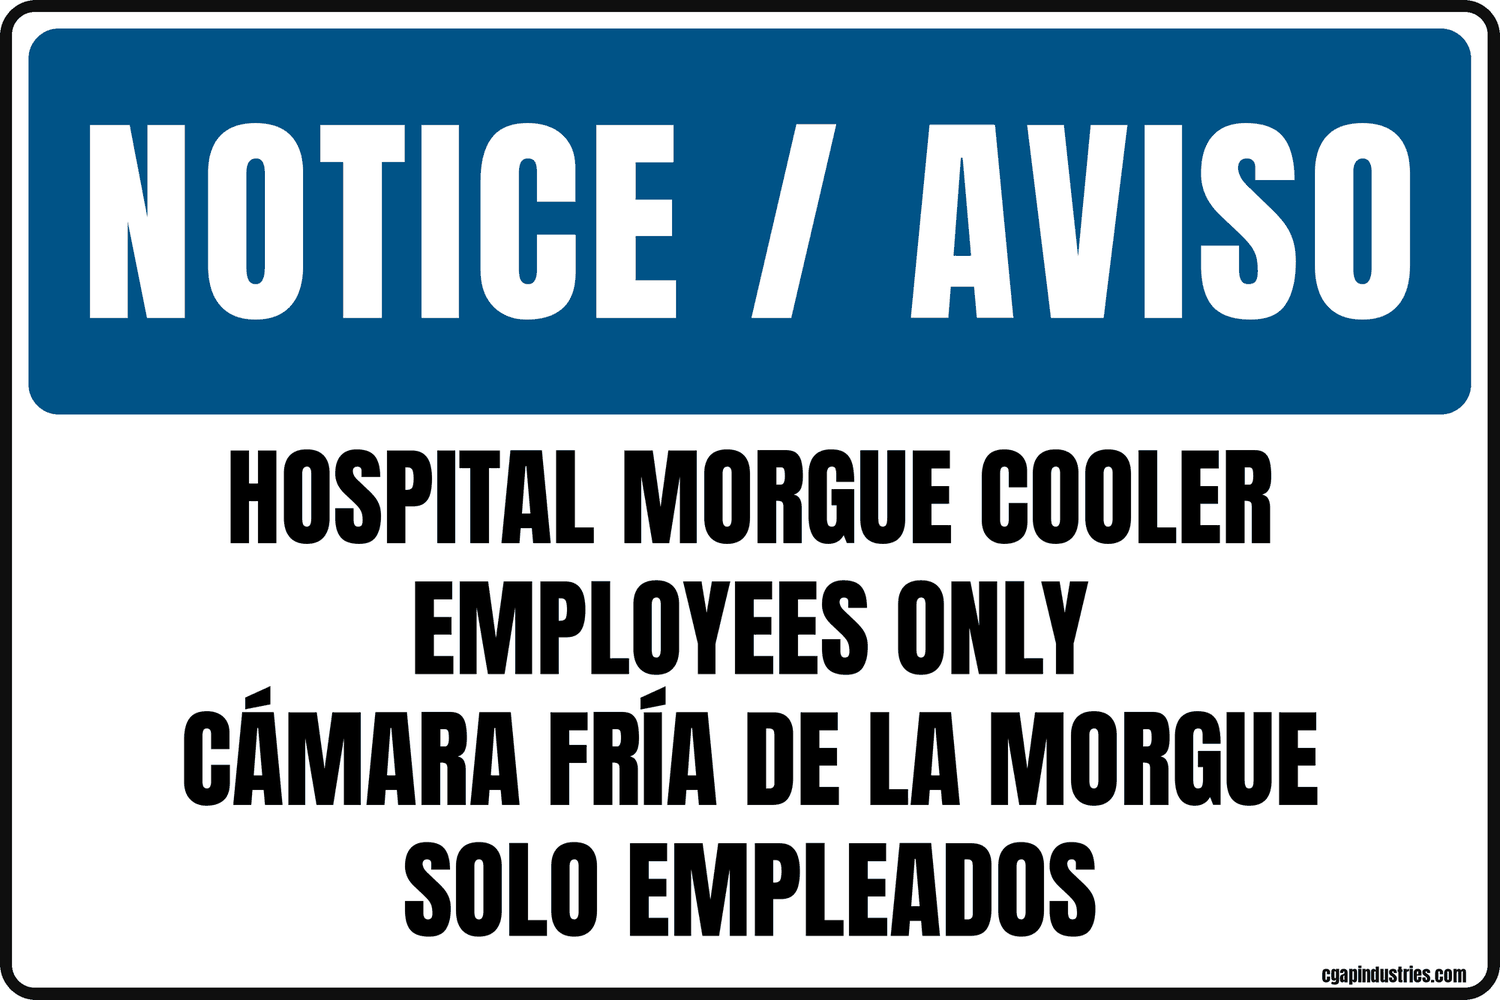 NOTICE / AVISO
HOSPITAL MORGUE COOLER
EMPLOYEES ONLY
CÁMARA FRÍA DE LA MORGUE
SOLO EMPLEADOS
cgapindustries.com